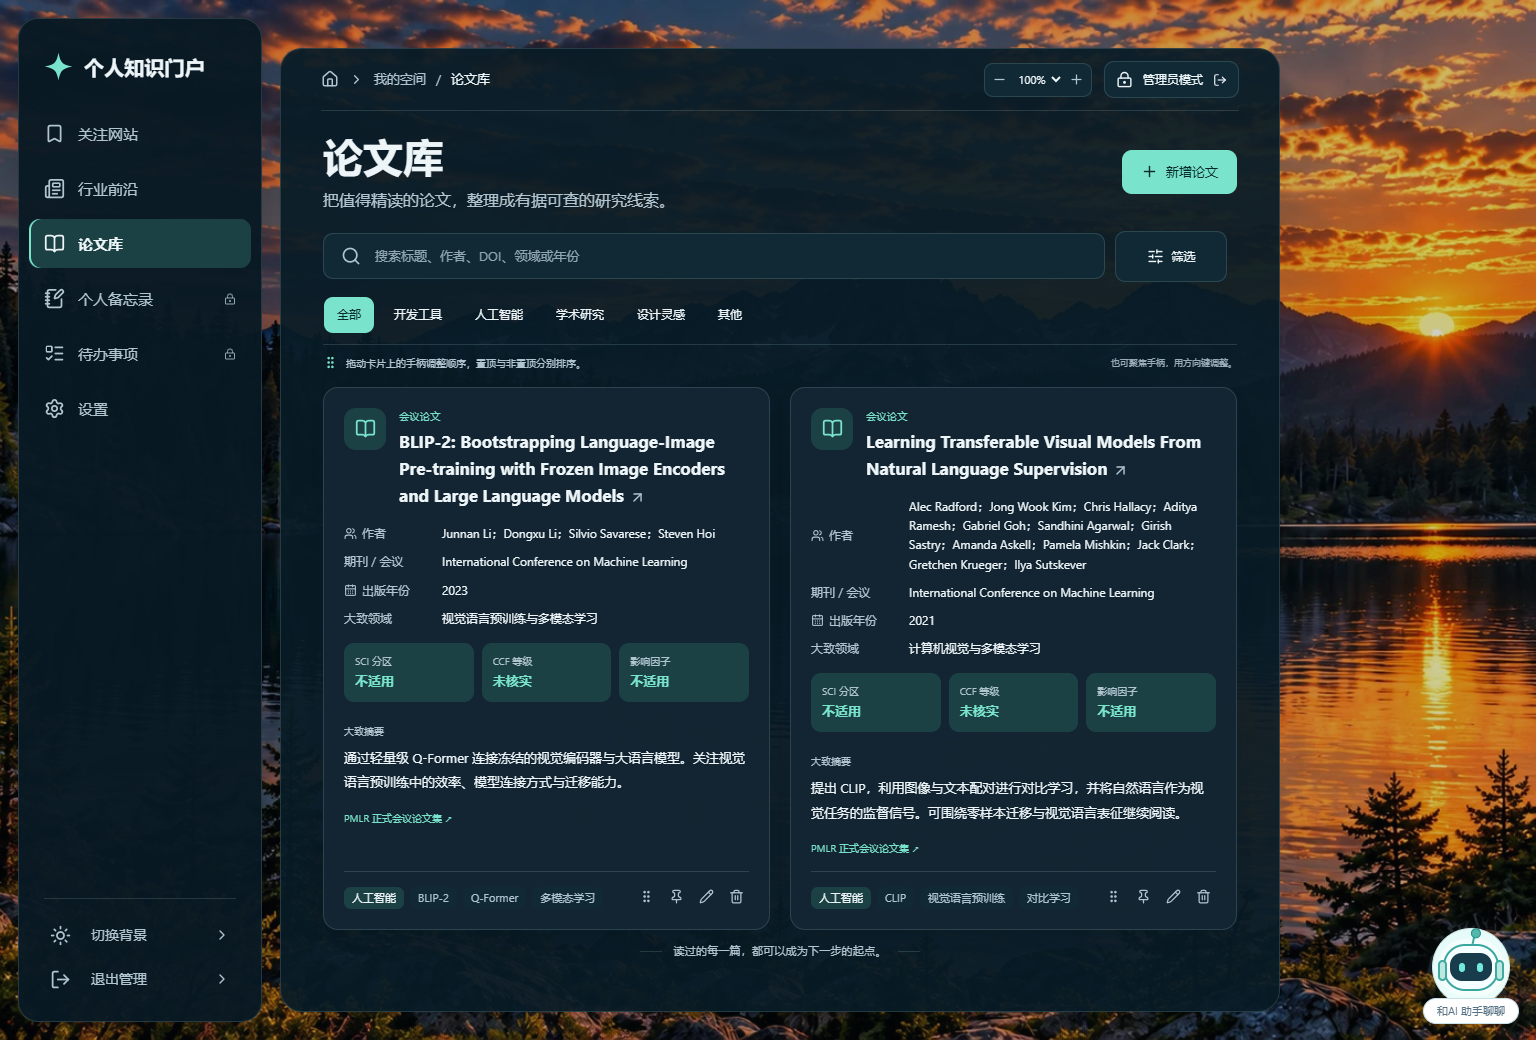 个人知识门户
关注网站
行业前沿
论文库
个人备忘录
待办事项
设置
切换背景
退出管理
我的空间 / 论文库
100%
管理员模式
论文库
把值得精读的论文，整理成有据可查的研究线索。
新增论文
搜索标题、作者、DOI、领域或年份
筛选
全部 开发工具 人工智能 学术研究 设计灵感 其他
拖动卡片上的手柄调整顺序，置顶与非置顶分别排序。
也可聚焦手柄，用方向键调整。
会议论文
BLIP-2: Bootstrapping Language-Image
Pre-training with Frozen Image Encoders
and Large Language Models ↗
作者 Junnan Li；Dongxu Li；Silvio Savarese；Steven Hoi
期刊 / 会议 International Conference on Machine Learning
出版年份 2023
大致领域 视觉语言预训练与多模态学习
SCI 分区 CCF 等级 影响因子
不适用 未核实 不适用
大致摘要
通过轻量级 Q-Former 连接冻结的视觉编码器与大语言模型。关注视觉
语言预训练中的效率、模型连接方式与迁移能力。
PMLR 正式会议论文集 ↗
人工智能 BLIP-2 Q-Former 多模态学习
会议论文
Learning Transferable Visual Models From
Natural Language Supervision ↗
作者
Alec Radford；Jong Wook Kim；Chris Hallacy；Aditya
Ramesh；Gabriel Goh；Sandhini Agarwal；Girish
Sastry；Amanda Askell；Pamela Mishkin；Jack Clark；
Gretchen Krueger；Ilya Sutskever
期刊 / 会议 International Conference on Machine Learning
出版年份 2021
大致领域 计算机视觉与多模态学习
SCI 分区 CCF 等级 影响因子
不适用 未核实 不适用
大致摘要
提出 CLIP，利用图像与文本配对进行对比学习，并将自然语言作为视
觉任务的监督信号。可围绕零样本迁移与视觉语言表征继续阅读。
PMLR 正式会议论文集 ↗
人工智能 CLIP 视觉语言预训练 对比学习
读过的每一篇，都可以成为下一步的起点。
和AI 助手聊聊